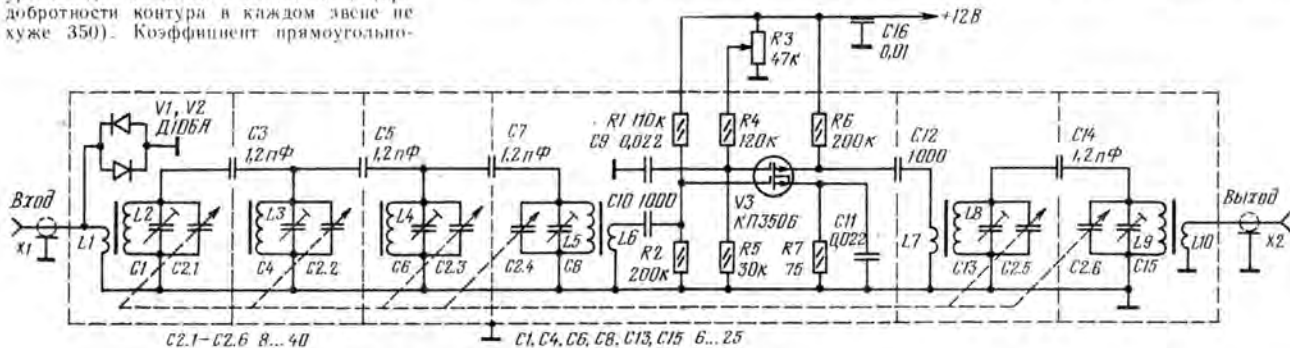 добротности контура в каждом звене не
хуже 350). Коэффициент прямоугольно-
+12В
C16
0,01
R3
47к
V1, V2
Д106А
C3
1,2пФ
C5
1,2пФ
C7
1,2пФ
R1 110к
C9 0,022
R4
120к
R6
200к
C12
1000
C14
1,2пФ
Вход
X1
L1
L2
L3
L4
L5
L6
C10 1000
V3
КП350Б
C11
0,022
L7
L8
L9
L10
Выход
X2
C1
C2.1
C4
C2.2
C6
C2.3
C2.4
C8
R2
200к
R5
30к
R7
75
C13
C2.5
C2.6
C15
C2.1–C2.6 8...40
C1, C4, C6, C8, C13, C15 6...25